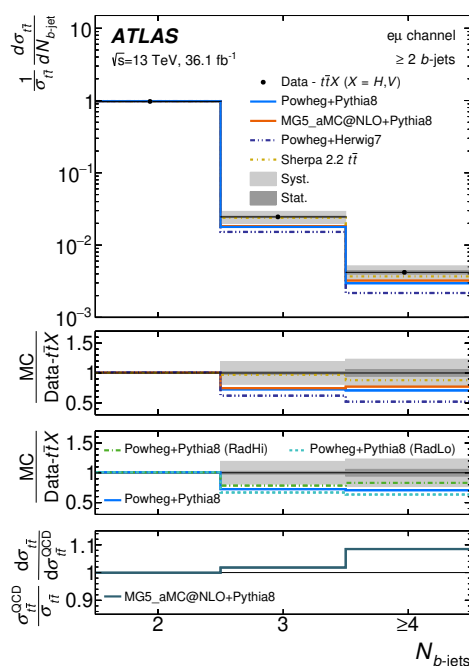 1/σ_tt̄ dσ_tt̄/dN_b-jet
ATLAS
√s=13 TeV, 36.1 fb⁻¹
eμ channel
≥ 2 b-jets
Data - tt̄X (X = H,V)
Powheg+Pythia8
MG5_aMC@NLO+Pythia8
Powheg+Herwig7
Sherpa 2.2 tt̄
Syst.
Stat.
10
1
10⁻¹
10⁻²
10⁻³
MC/Data-tt̄X
1.5
1
0.5
MC/Data-tt̄X
1.5
1
0.5
Powheg+Pythia8 (RadHi)
Powheg+Pythia8 (RadLo)
Powheg+Pythia8
σ_tt̄^QCD/σ_tt̄ dσ_tt̄/dσ_tt̄^QCD
1.1
1
0.9
MG5_aMC@NLO+Pythia8
2
3
≥4
N_b-jets